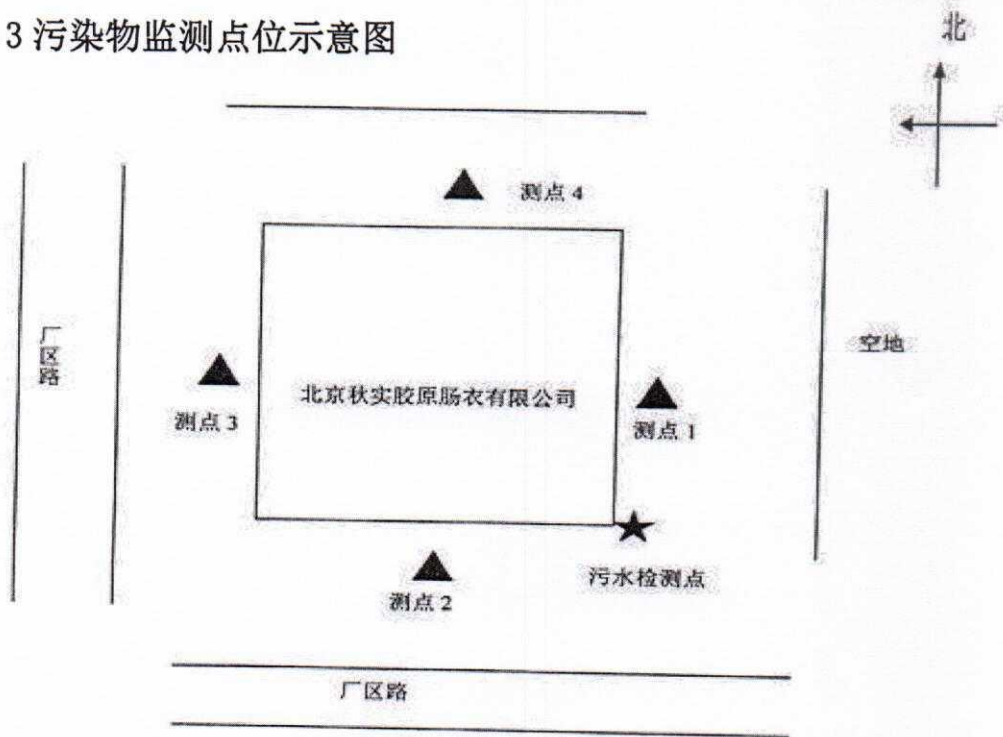 3 污染物监测点位示意图
北
测点 4
厂区路
空地
北京秋实胶原肠衣有限公司
测点 3
测点 1
污水检测点
测点 2
厂区路